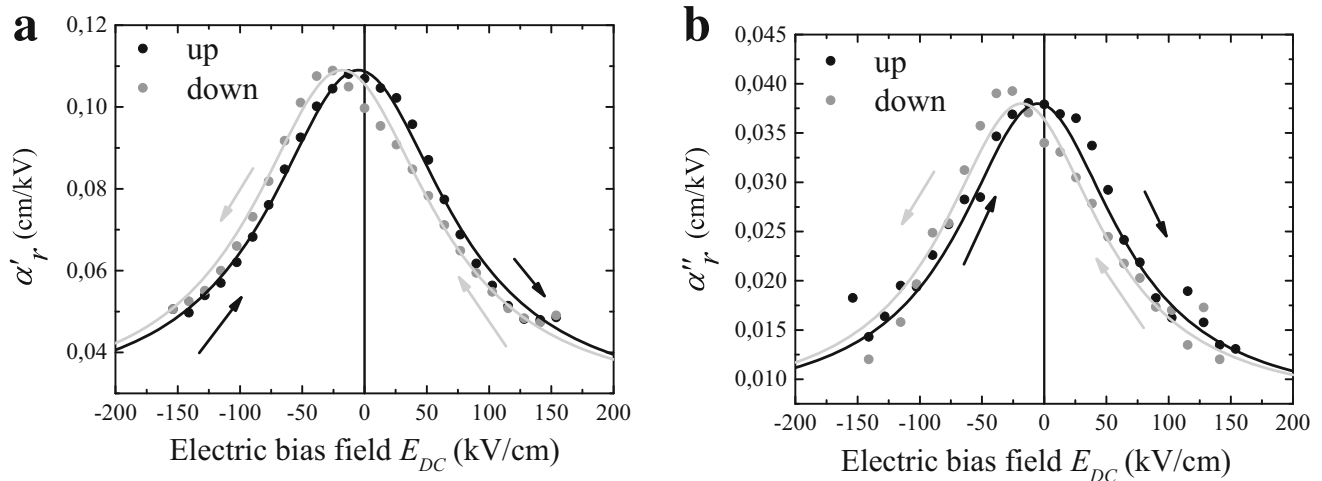 a
up
down
0,12
0,10
0,08
0,06
0,04
α'r (cm/kV)
-200 -150 -100 -50 0 50 100 150 200
Electric bias field E_DC (kV/cm)
b
up
down
0,045
0,040
0,035
0,030
0,025
0,020
0,015
0,010
α''r (cm/kV)
-200 -150 -100 -50 0 50 100 150 200
Electric bias field E_DC (kV/cm)